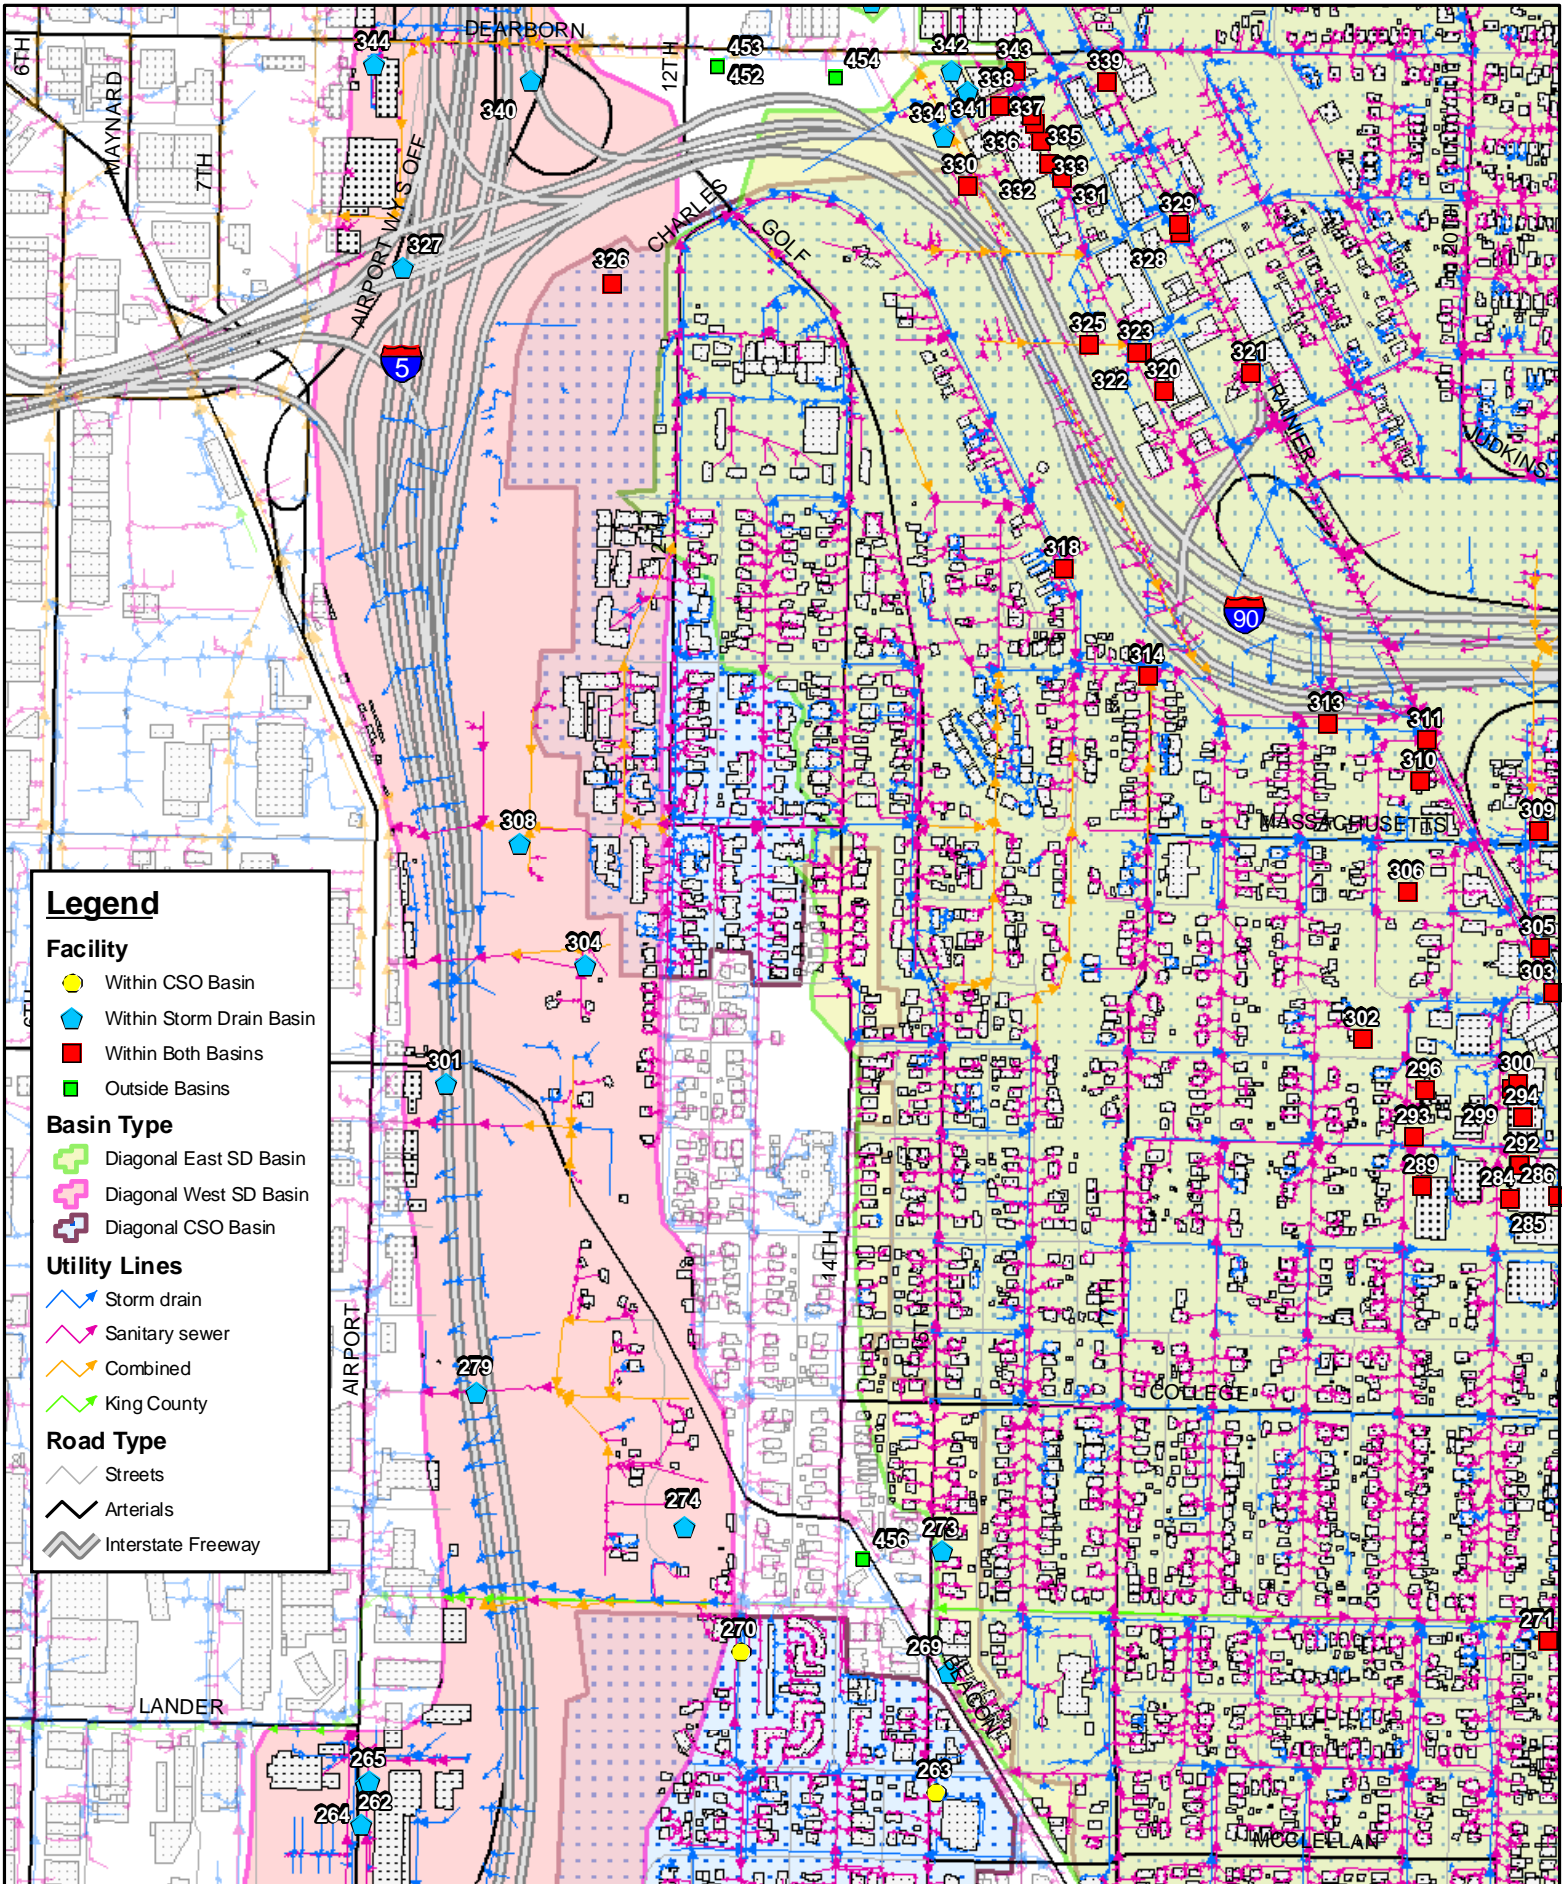 DEARBORN
6TH
344
MAYNARD
7TH
340
12TH
453
452
454
342
343
338
339
341
337
334
336
335
330
333
332
331
AIRPORT WAYS OFF
327
CHARLES
GOLF
326
329
328
20TH
5
325
323
322
320
321
RAINIER
JUDKINS
318
90
314
313
311
310
309
MASSACHUSETTS
308
306
304
305
303
302
301
300
296
294
293
299
292
289
284
286
285
Legend
Facility
Within CSO Basin
Within Storm Drain Basin
Within Both Basins
Outside Basins
Basin Type
Diagonal East SD Basin
Diagonal West SD Basin
Diagonal CSO Basin
Utility Lines
Storm drain
Sanitary sewer
Combined
King County
Road Type
Streets
Arterials
Interstate Freeway
6TH
14TH
15TH
17TH
AIRPORT
279
COLLEGE
274
456
273
270
269
271
BEACON
LANDER
265
262
264
263
MCCLELLAN